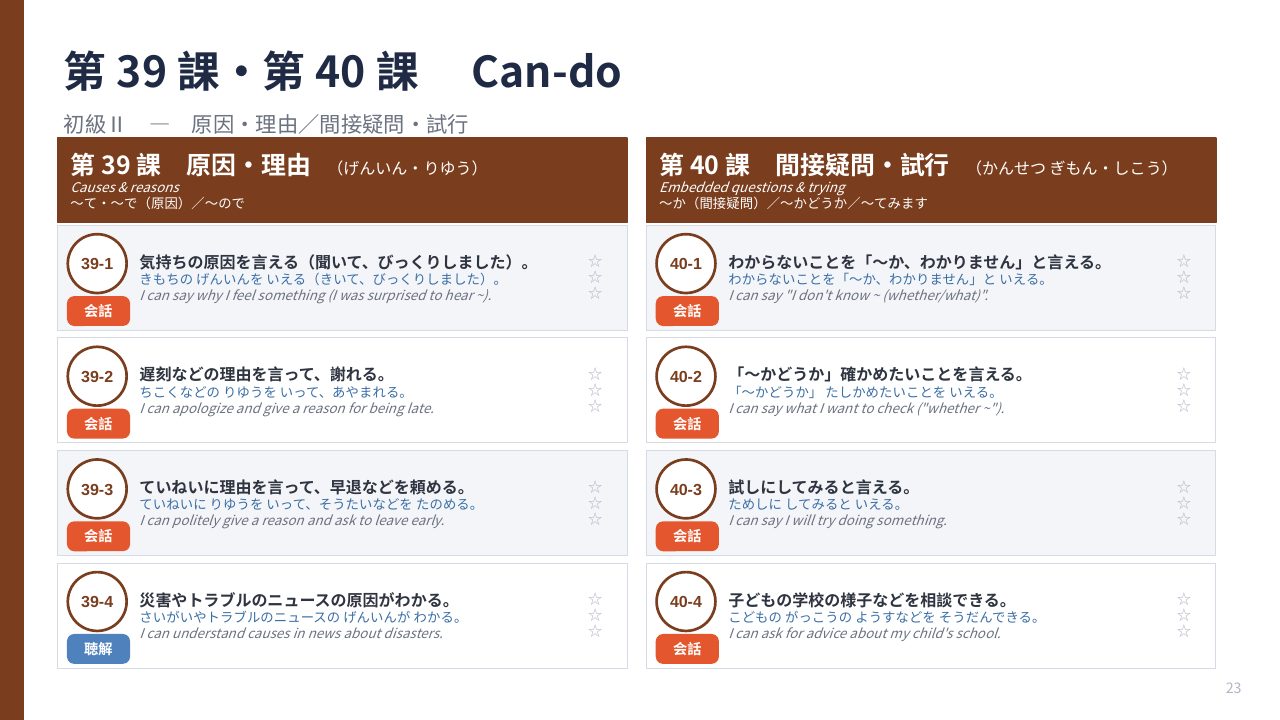 第 39 課・第 40 課　Can-do
初級Ⅱ　―　原因・理由／間接疑問・試行
第 39 課　原因・理由　（げんいん・りゆう）
Causes & reasons
〜て・〜で（原因）／〜ので
39-1
会話
気持ちの原因を言える（聞いて、びっくりしました）。
きもちの げんいんを いえる（きいて、びっくりしました）。
I can say why I feel something (I was surprised to hear ~).
☆
☆
☆
39-2
会話
遅刻などの理由を言って、謝れる。
ちこくなどの りゆうを いって、あやまれる。
I can apologize and give a reason for being late.
☆
☆
☆
39-3
会話
ていねいに理由を言って、早退などを頼める。
ていねいに りゆうを いって、そうたいなどを たのめる。
I can politely give a reason and ask to leave early.
☆
☆
☆
39-4
聴解
災害やトラブルのニュースの原因がわかる。
さいがいやトラブルのニュースの げんいんが わかる。
I can understand causes in news about disasters.
☆
☆
☆
第 40 課　間接疑問・試行　（かんせつ ぎもん・しこう）
Embedded questions & trying
〜か（間接疑問）／〜かどうか／〜てみます
40-1
会話
わからないことを「〜か、わかりません」と言える。
わからないことを「〜か、わかりません」と いえる。
I can say "I don't know ~ (whether/what)".
☆
☆
☆
40-2
会話
「〜かどうか」確かめたいことを言える。
「〜かどうか」 たしかめたいことを いえる。
I can say what I want to check ("whether ~").
☆
☆
☆
40-3
会話
試しにしてみると言える。
ためしに してみると いえる。
I can say I will try doing something.
☆
☆
☆
40-4
会話
子どもの学校の様子などを相談できる。
こどもの がっこうの ようすなどを そうだんできる。
I can ask for advice about my child's school.
☆
☆
☆
23